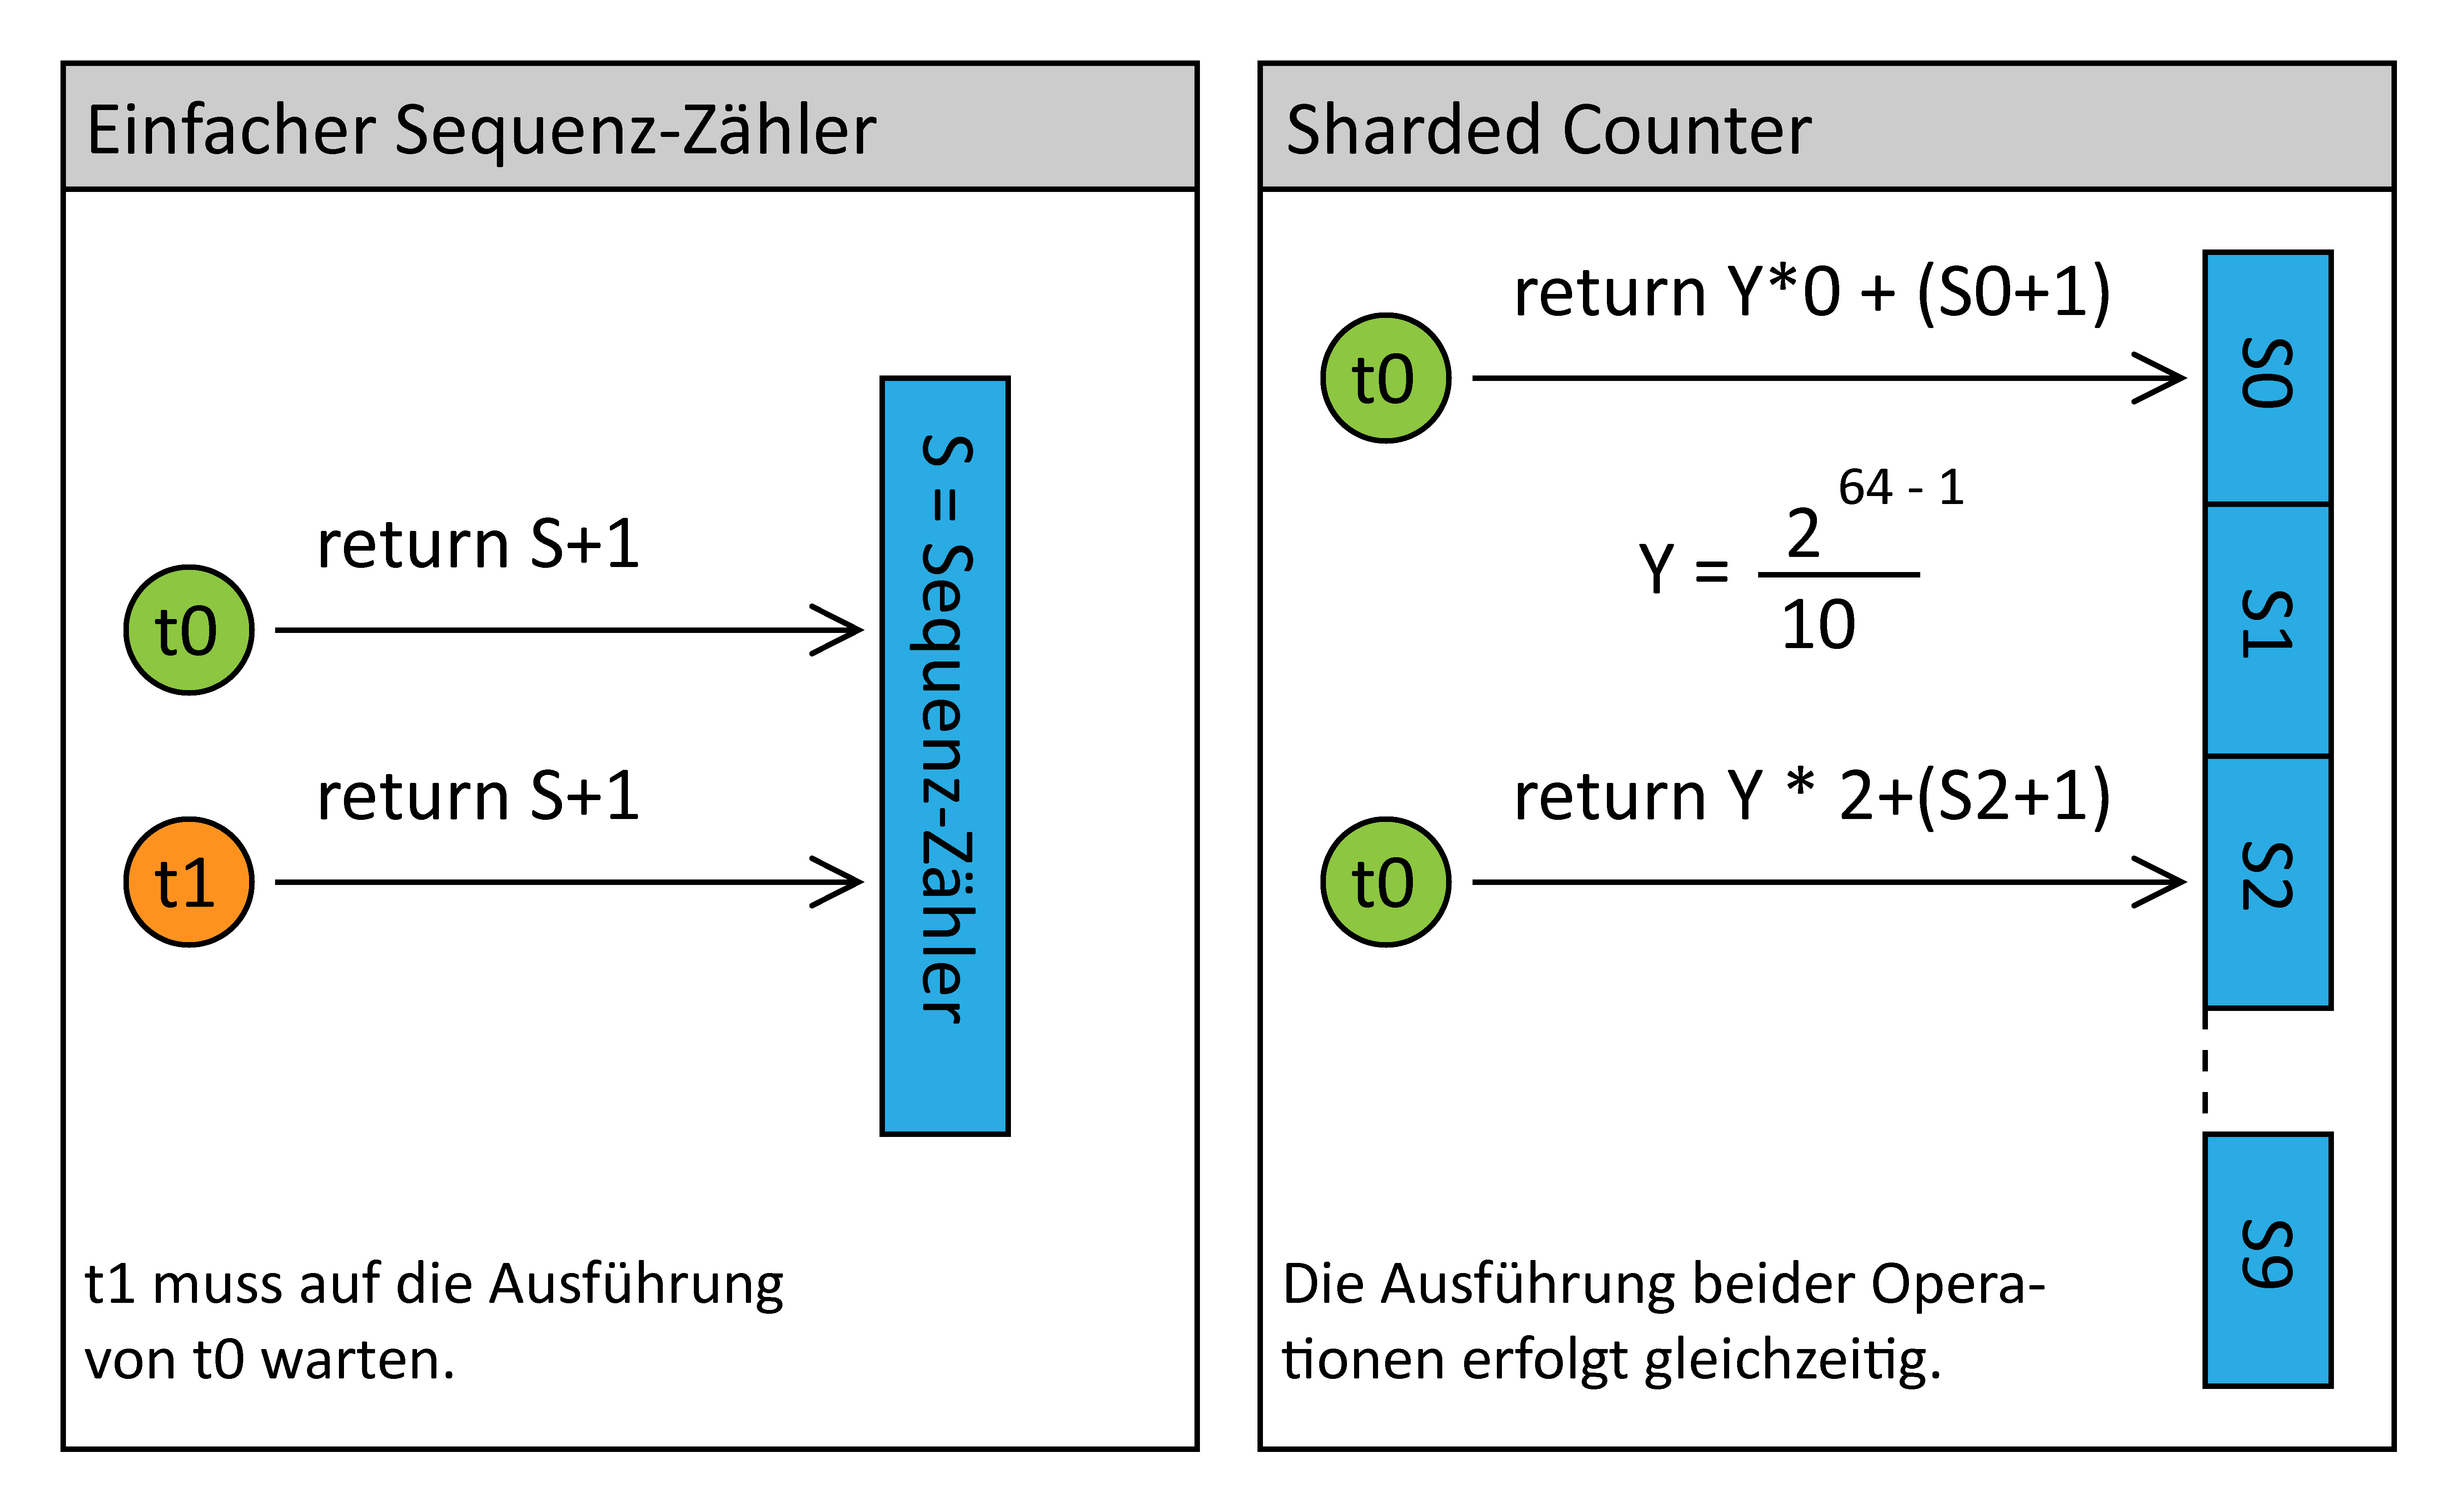 Einfacher Sequenz-Zähler
return S+1
t0
return S+1
t1
S = Sequenz-Zähler
t1 muss auf die Ausführung
von t0 warten.
Sharded Counter
return Y*0 + (S0+1)
t0
S0
64 - 1
Y = 2
10
S1
return Y * 2+(S2+1)
t0
S2
S9
Die Ausführung beider Opera-
tionen erfolgt gleichzeitig.